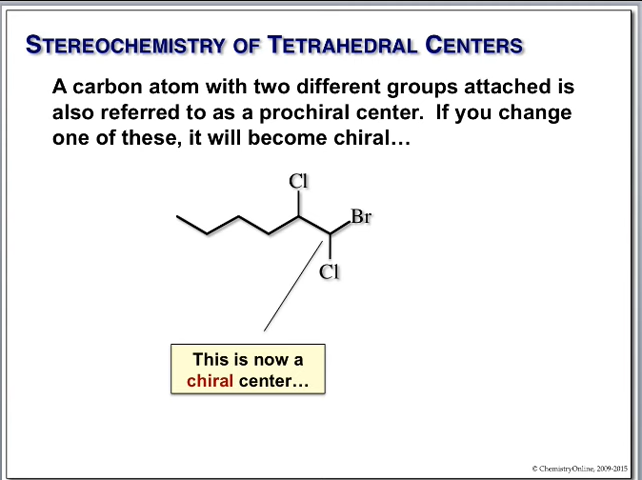 STEREOCHEMISTRY OF TETRAHEDRAL CENTERS
A carbon atom with two different groups attached is
also referred to as a prochiral center. If you change
one of these, it will become chiral…
Cl
Br
Cl
This is now a
chiral center…
© ChemistryOnline, 2009-2015